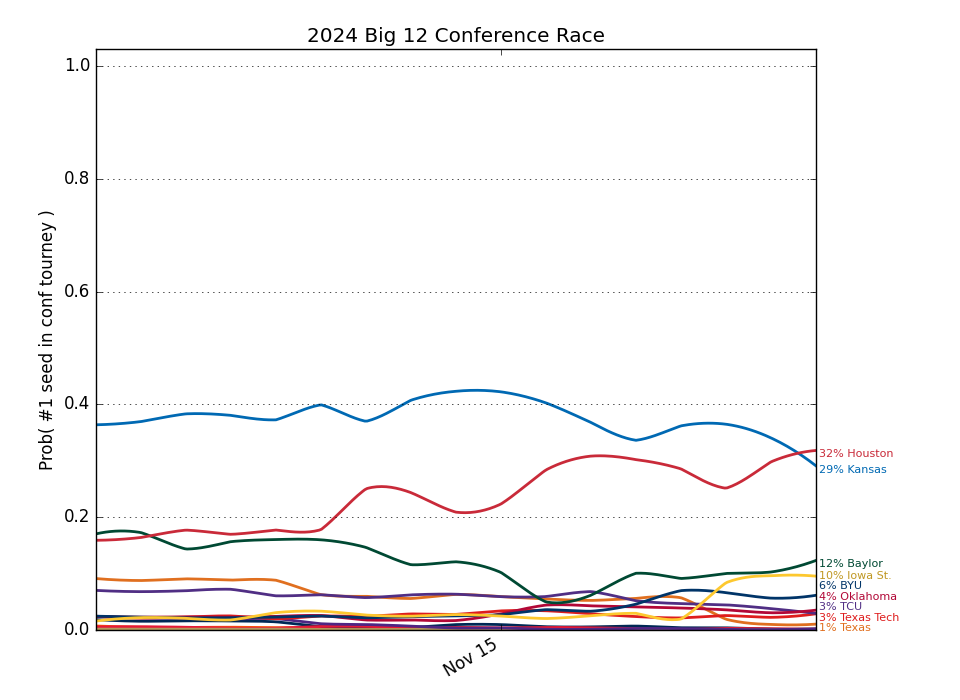 2024 Big 12 Conference Race
Prob( #1 seed in conf tourney )
1.0
0.8
0.6
0.4
0.2
0.0
Nov 15
32% Houston
29% Kansas
12% Baylor
10% Iowa St.
6% BYU
4% Oklahoma
3% TCU
3% Texas Tech
1% Texas